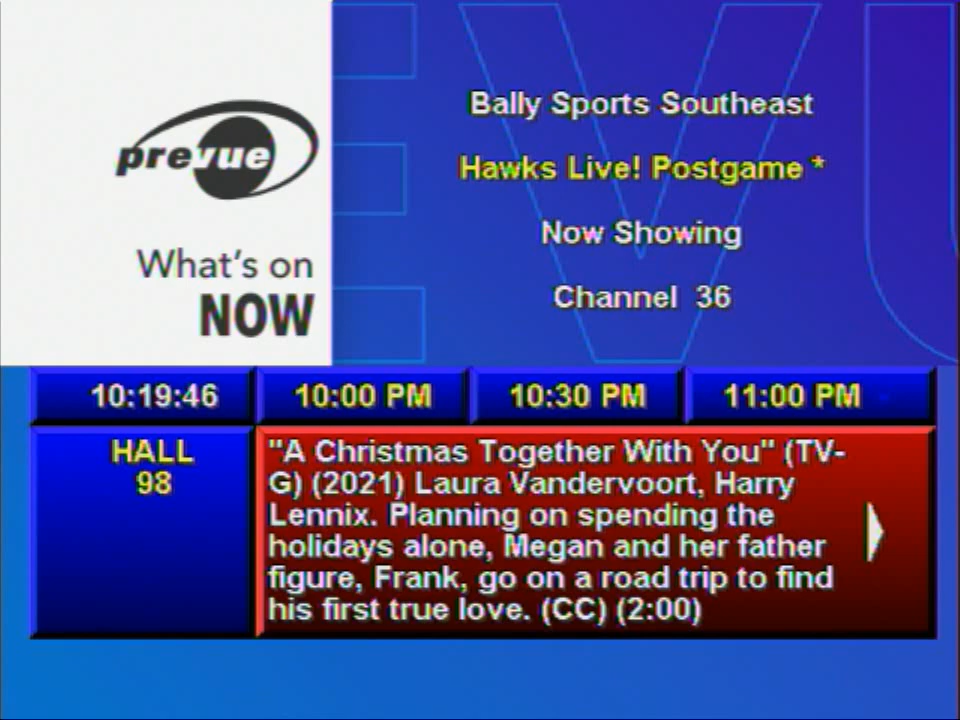 prevue
What's on
NOW
Bally Sports Southeast
Hawks Live! Postgame *
Now Showing
Channel 36
10:19:46
10:00 PM
10:30 PM
11:00 PM
HALL
98
"A Christmas Together With You" (TV-
G) (2021) Laura Vandervoort, Harry
Lennix. Planning on spending the
holidays alone, Megan and her father
figure, Frank, go on a road trip to find
his first true love. (CC) (2:00)